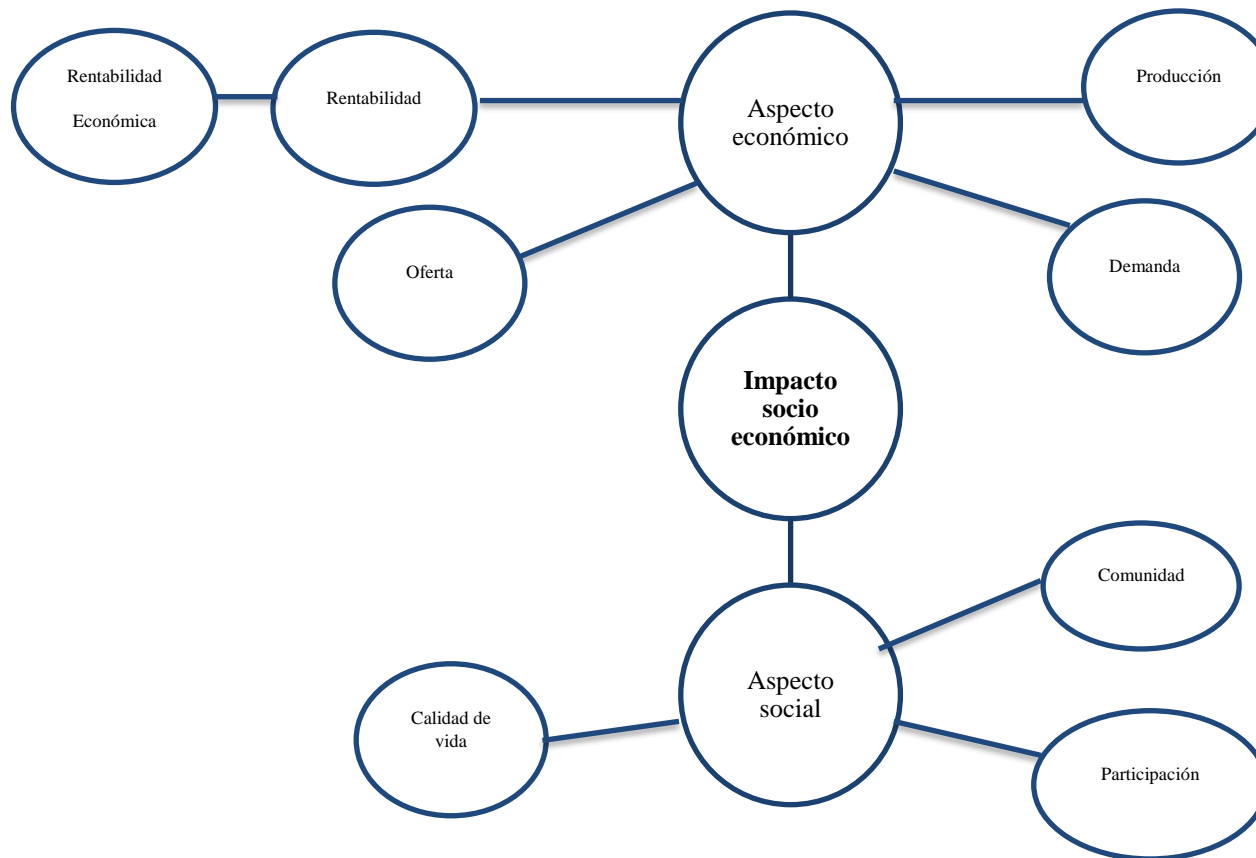 Rentabilidad
Económica
Rentabilidad
Aspecto
económico
Producción
Oferta
Demanda
Impacto
socio
económico
Comunidad
Aspecto
social
Calidad de
vida
Participación